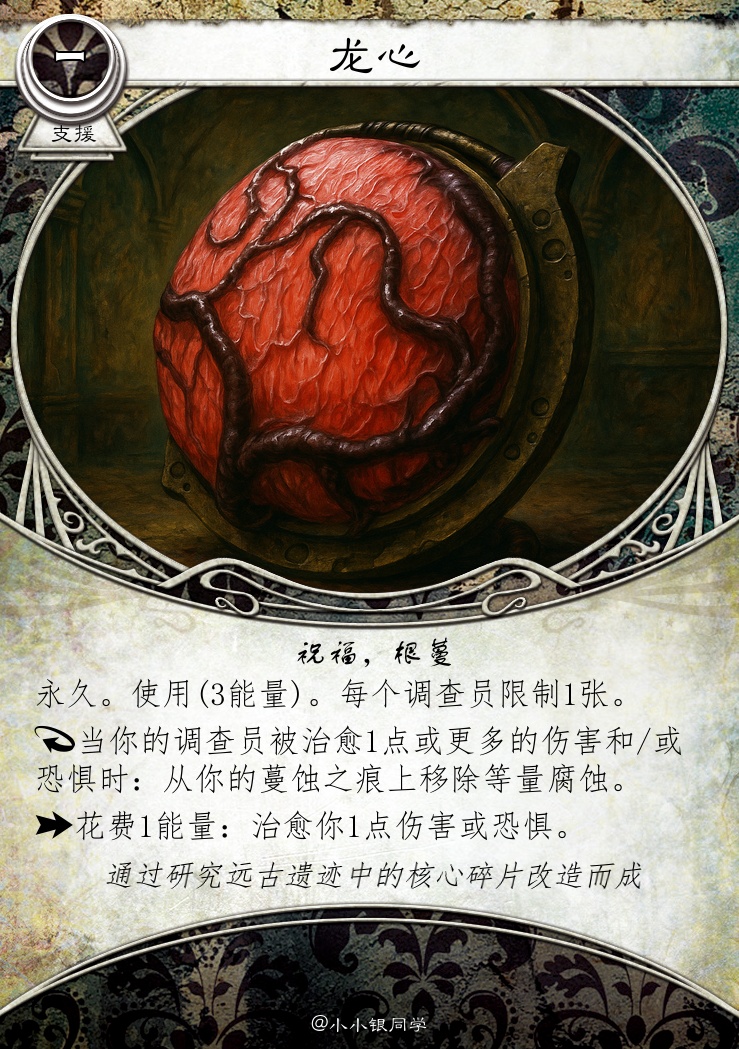 龙心
支援
祝福，根蔓
永久。使用(3能量)。每个调查员限制1张。
当你的调查员被治愈1点或更多的伤害和/或
恐惧时：从你的蔓蚀之痕上移除等量腐蚀。
花费1能量：治愈你1点伤害或恐惧。
通过研究远古遗迹中的核心碎片改造而成
@小小银同学